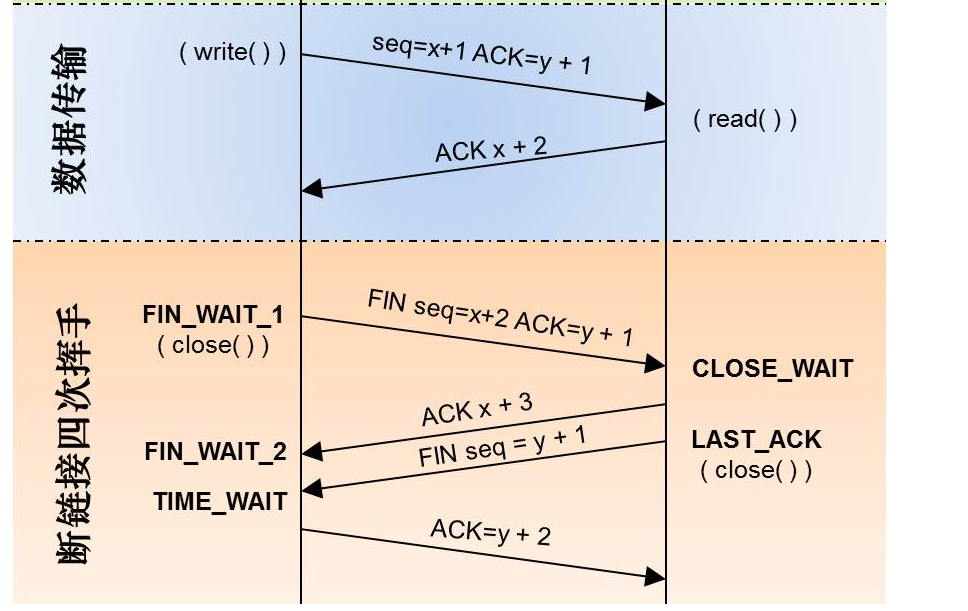 数据传输
( write( ) )
seq=x+1 ACK=y + 1
( read( ) )
ACK x + 2
断链接四次挥手
FIN_WAIT_1
( close( ) )
FIN seq=x+2 ACK=y + 1
CLOSE_WAIT
ACK x + 3
FIN_WAIT_2
FIN seq = y + 1
LAST_ACK
( close( ) )
TIME_WAIT
ACK=y + 2